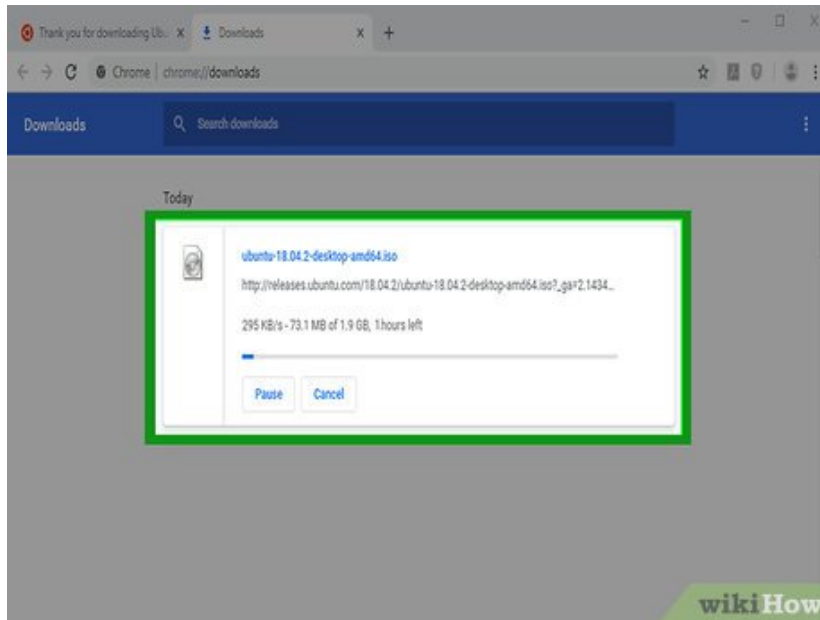 Thank you for downloading Ub.. x Downloads x +
Chrome | chrome://downloads
Downloads Search downloads
Today
ubuntu-18.04.2-desktop-amd64.iso
http://releases.ubuntu.com/18.04.2/ubuntu-18.04.2-desktop-amd64.iso?_ga=2.1434...
295 KB/s - 73.1 MB of 1.9 GB, 1 hours left
Pause Cancel
wikiHow